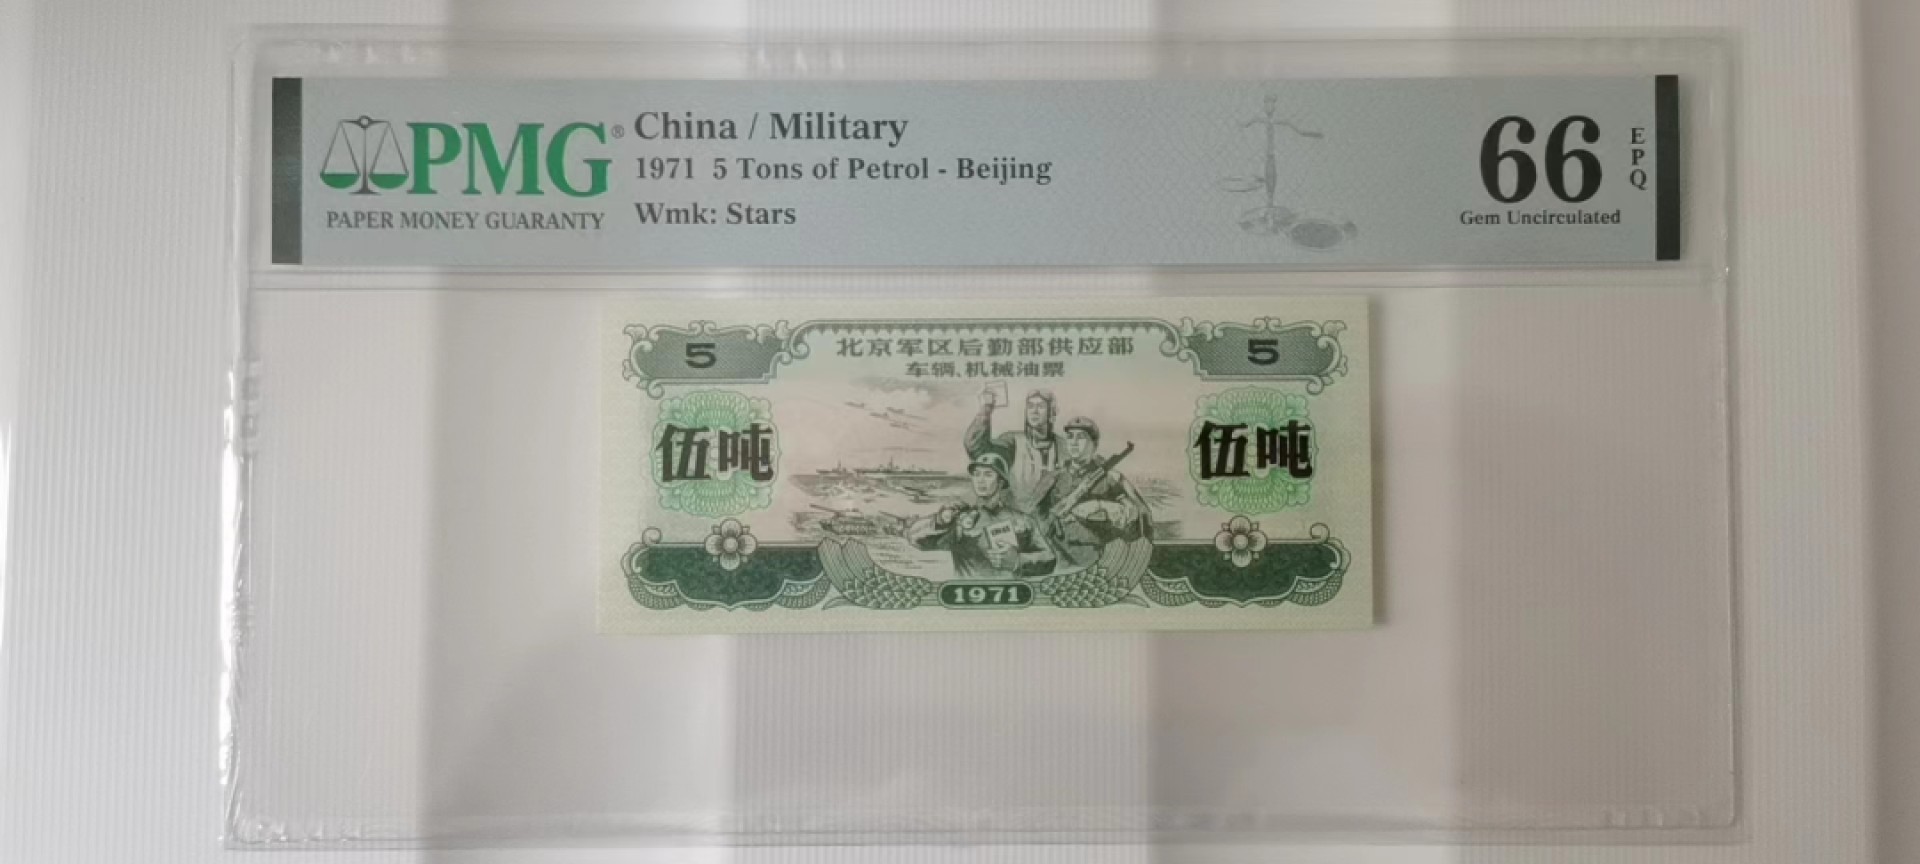 PMG®
PAPER MONEY GUARANTY
China / Military
1971 5 Tons of Petrol - Beijing
Wmk: Stars
66
EPQ
Gem Uncirculated
5
北京军区后勤部供应部
5
车辆、机械油票
伍吨
伍吨
1971